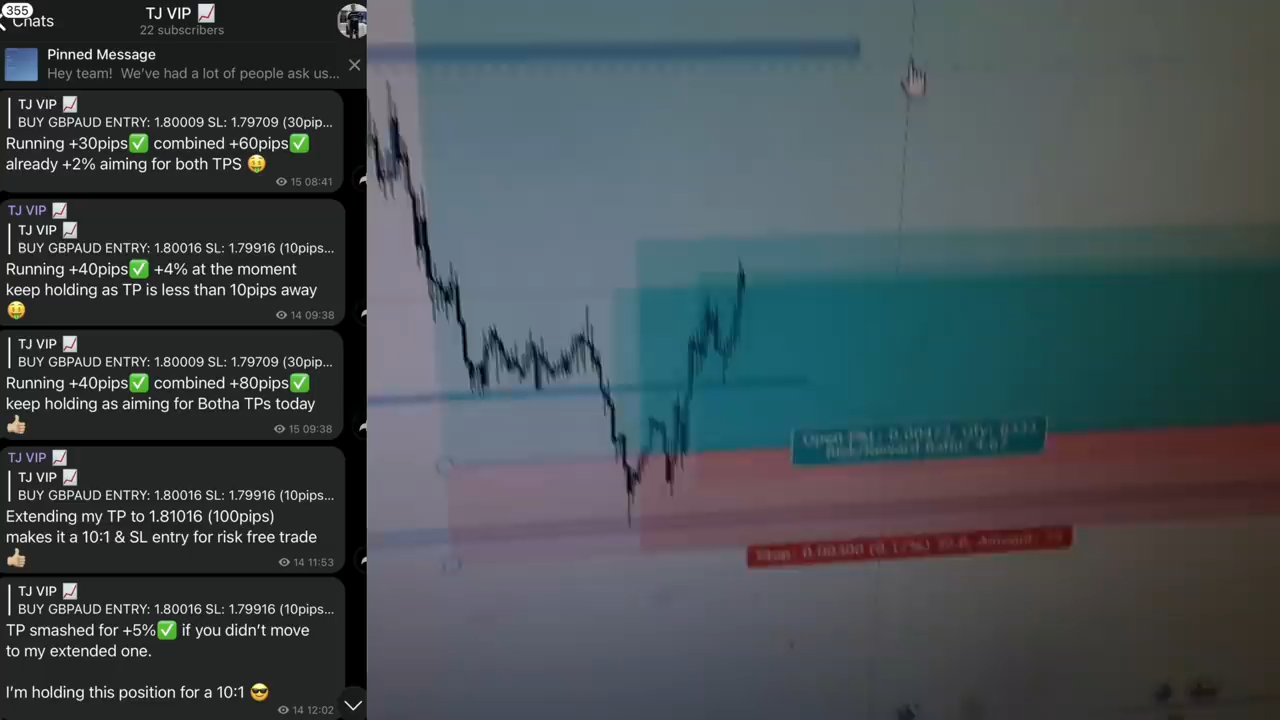 355
Chats
TJ VIP 📈
22 subscribers
Pinned Message
Hey team! We've had a lot of people ask us...
TJ VIP 📈
BUY GBPAUD ENTRY: 1.80009 SL: 1.79709 (30pip...
Running +30pips✅ combined +60pips✅
already +2% aiming for both TPS 🤑
15 08:41
TJ VIP 📈
TJ VIP 📈
BUY GBPAUD ENTRY: 1.80016 SL: 1.79916 (10pips...
Running +40pips✅ +4% at the moment
keep holding as TP is less than 10pips away
🤑
14 09:38
TJ VIP 📈
BUY GBPAUD ENTRY: 1.80009 SL: 1.79709 (30pip...
Running +40pips✅ combined +80pips✅
keep holding as aiming for Botha TPs today
👍🏼
15 09:38
TJ VIP 📈
TJ VIP 📈
BUY GBPAUD ENTRY: 1.80016 SL: 1.79916 (10pips...
Extending my TP to 1.81016 (100pips)
makes it a 10:1 & SL entry for risk free trade
👍🏼
14 11:53
TJ VIP 📈
BUY GBPAUD ENTRY: 1.80016 SL: 1.79916 (10pips...
TP smashed for +5%✅ if you didn't move
to my extended one.
I'm holding this position for a 10:1 😎
14 12:02
Risk/Reward Ratio:
Stop: 0.00300